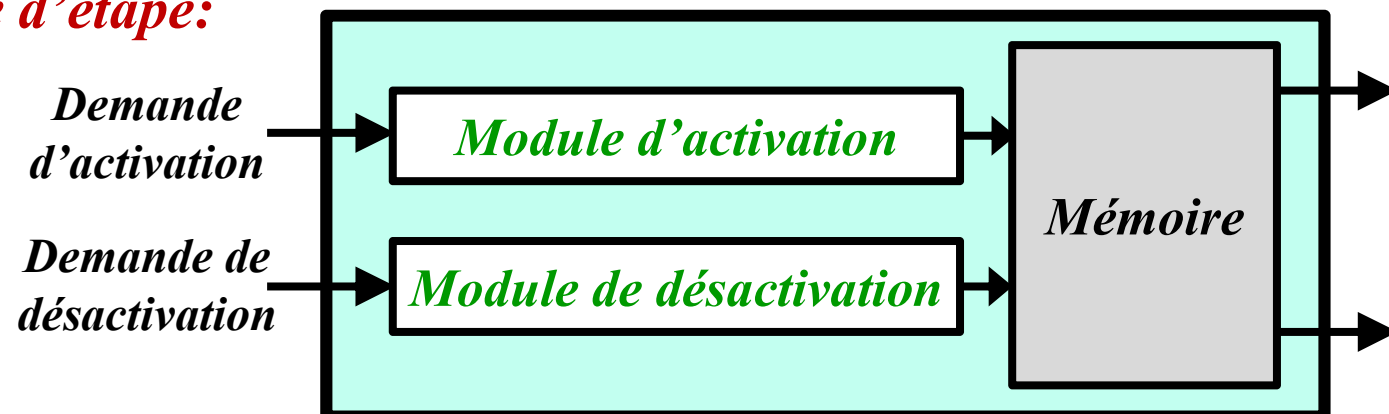 d’étape:
Demande
d’activation
Module d’activation
Mémoire
Demande de
désactivation
Module de désactivation